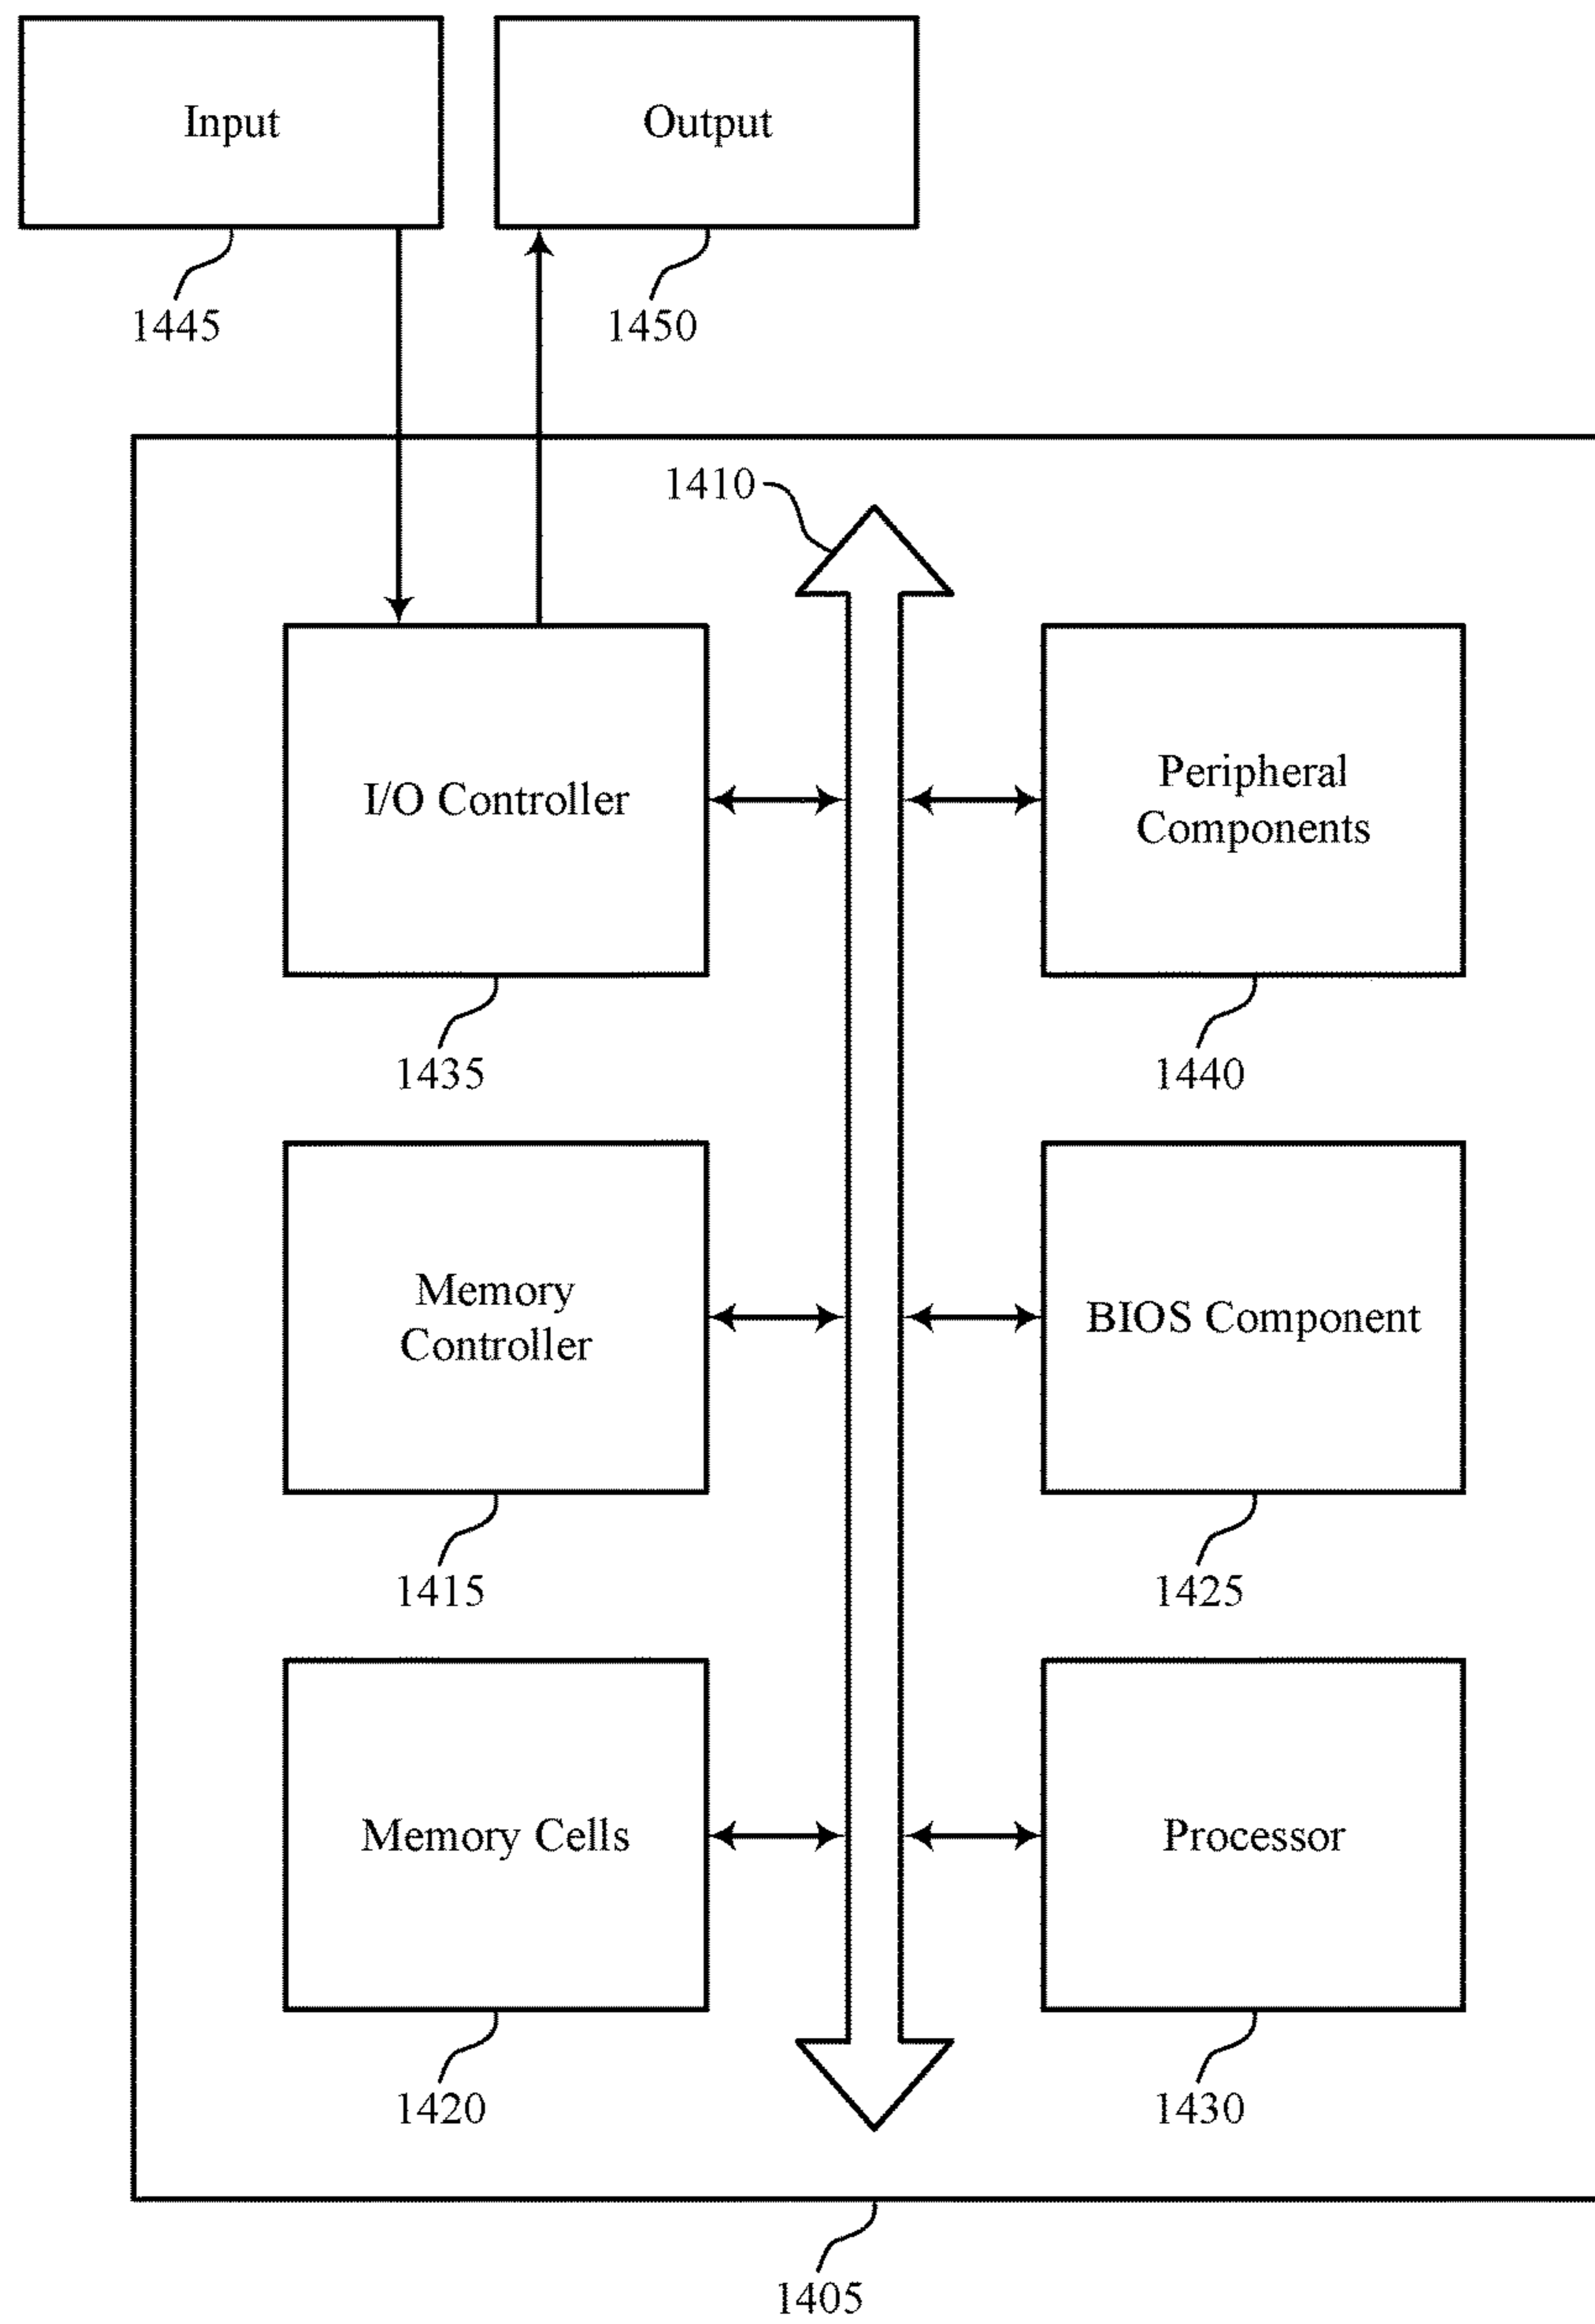 Input
Output
1445
1450
1410
I/O Controller
Peripheral
Components
1435
1440
Memory
Controller
BIOS Component
1415
1425
Memory Cells
Processor
1420
1430
1405